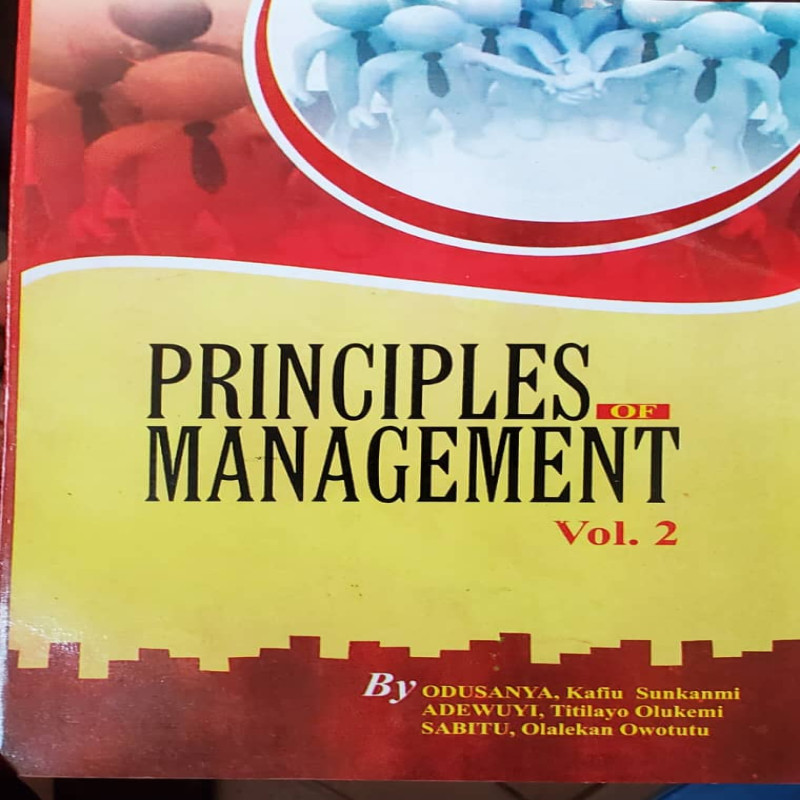 PRINCIPLES OF
MANAGEMENT
Vol. 2
By ODUSANYA, Kafiu Sunkanmi
ADEWUYI, Titilayo Olukemi
SABITU, Olalekan Owotutu